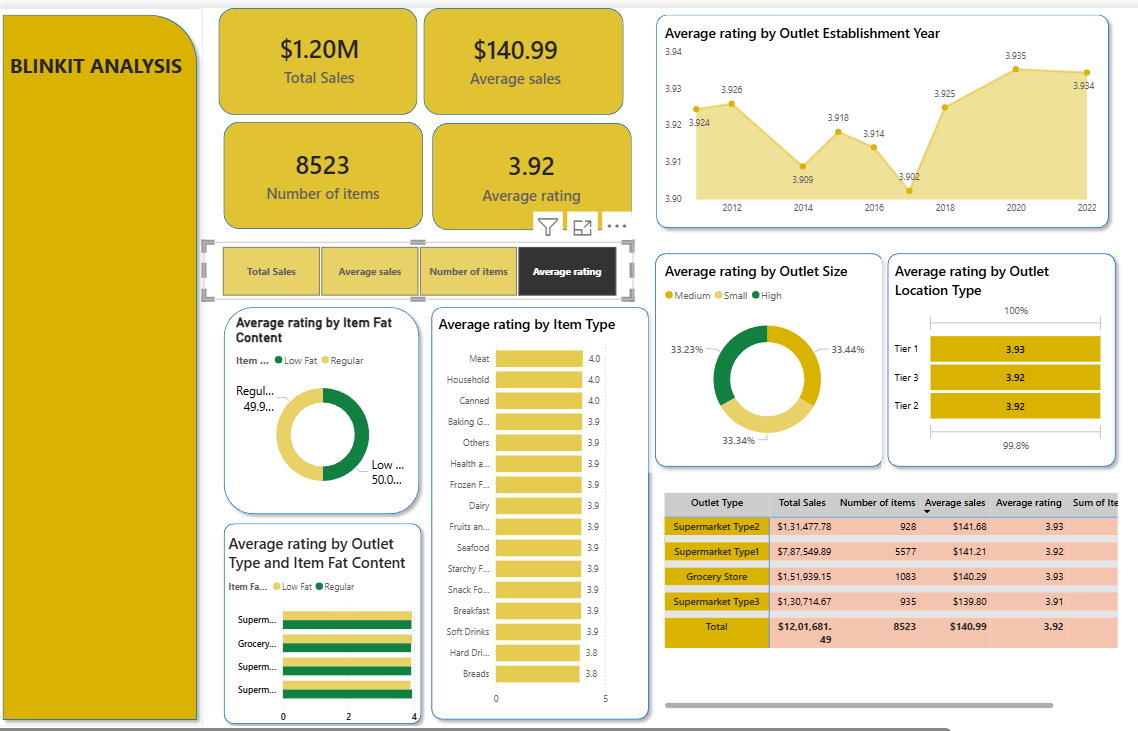 BLINKIT ANALYSIS
$1.20M
Total Sales
$140.99
Average sales
8523
Number of items
3.92
Average rating
Total Sales
Average sales
Number of items
Average rating
Average rating by Outlet Establishment Year
3.94
3.93
3.92
3.91
3.90
3.924
3.926
3.909
3.918
3.914
3.902
3.925
3.935
3.934
2012
2014
2016
2018
2020
2022
Average rating by Item Fat
Content
Item ... Low Fat Regular
Regul...
49.9...
Low ...
50.0...
Average rating by Item Type
Meat 4.0
Household 4.0
Canned 4.0
Baking G... 3.9
Others 3.9
Health a... 3.9
Frozen F... 3.9
Dairy 3.9
Fruits an... 3.9
Seafood 3.9
Starchy F... 3.9
Snack Fo... 3.9
Breakfast 3.9
Soft Drinks 3.9
Hard Dri... 3.8
Breads 3.8
0 5
Average rating by Outlet Size
Medium Small High
33.23%
33.44%
33.34%
Average rating by Outlet
Location Type
100%
Tier 1 3.93
Tier 3 3.92
Tier 2 3.92
99.8%
Average rating by Outlet
Type and Item Fat Content
Item Fa... Low Fat Regular
Superm...
Grocery...
Superm...
Superm...
0 2 4
Outlet Type Total Sales Number of items Average sales Average rating Sum of Ite
Supermarket Type2 $1,31,477.78 928 $141.68 3.93
Supermarket Type1 $7,87,549.89 5577 $141.21 3.92
Grocery Store $1,51,939.15 1083 $140.29 3.93
Supermarket Type3 $1,30,714.67 935 $139.80 3.91
Total $12,01,681. 8523 $140.99 3.92
49